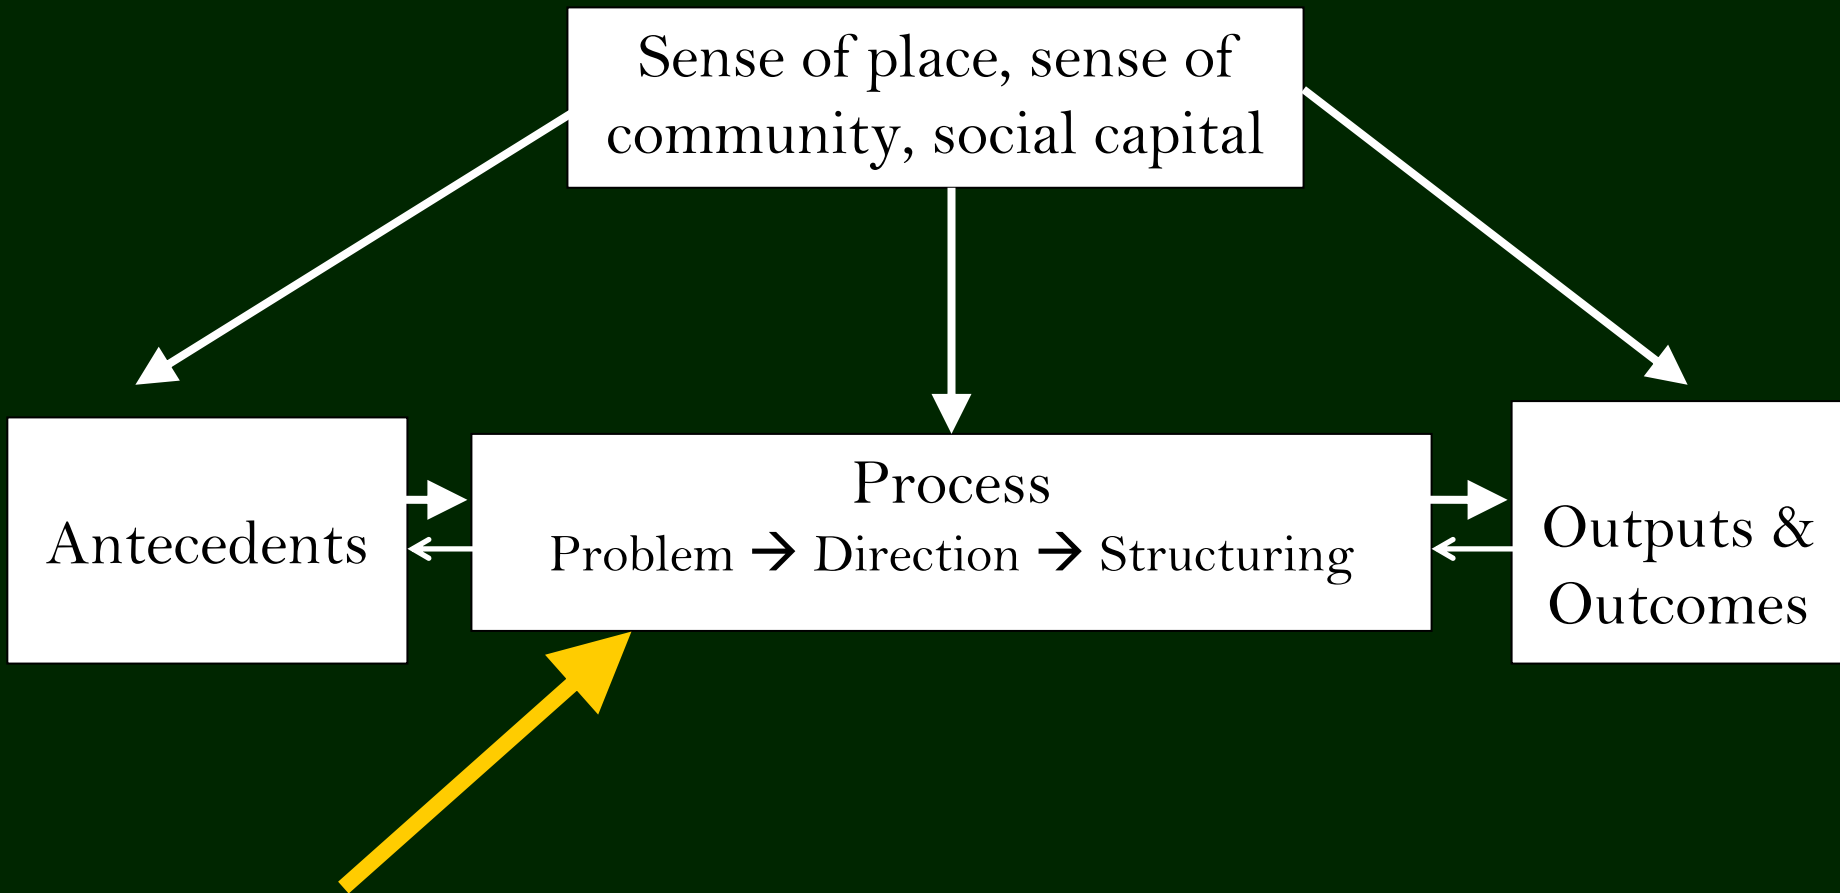 Sense of place, sense of
community, social capital
Antecedents
Process
Problem → Direction → Structuring
Outputs &
Outcomes